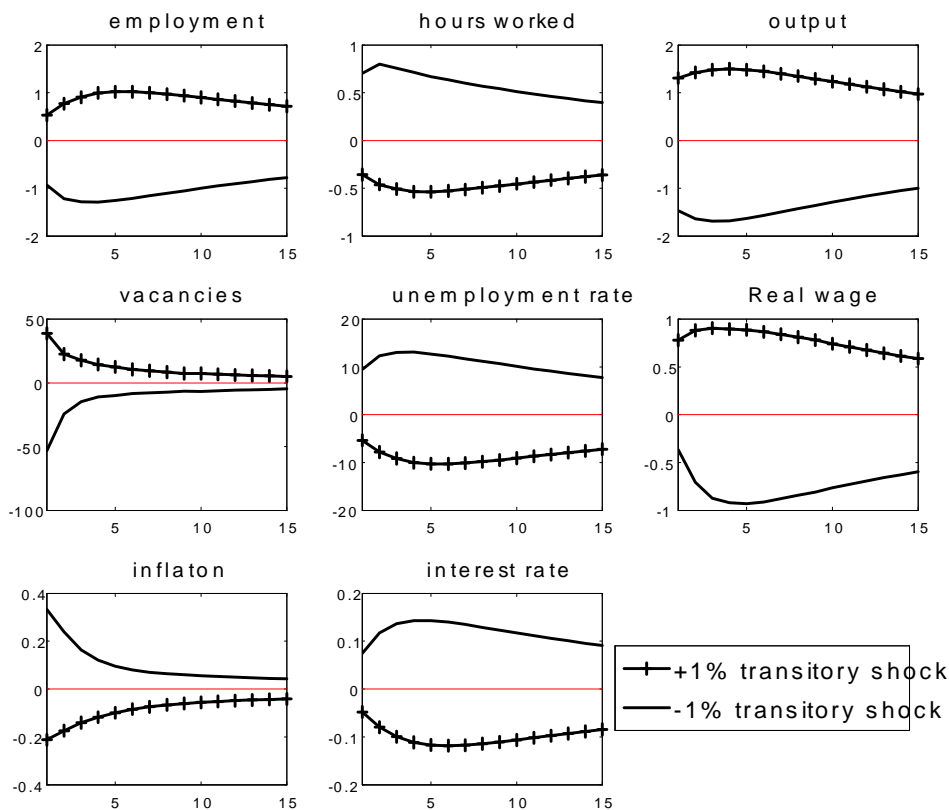 employment hours worked output
2 1 2
1 0.5 1
0 0 0
-1 -0.5 -1
-2 -1 -2
5 10 15 5 10 15 5 10 15
vacancies unemployment rate Real wage
50 20 1
0 10 0.5
-50 0 0
-100 -10 -0.5
-20 -1
5 10 15 5 10 15 5 10 15
inflaton interest rate
0.4 0.2
0.2 0.1
0 0
-0.2 -0.1
-0.4 -0.2
5 10 15 5 10 15
+1% transitory shock
-1% transitory shock